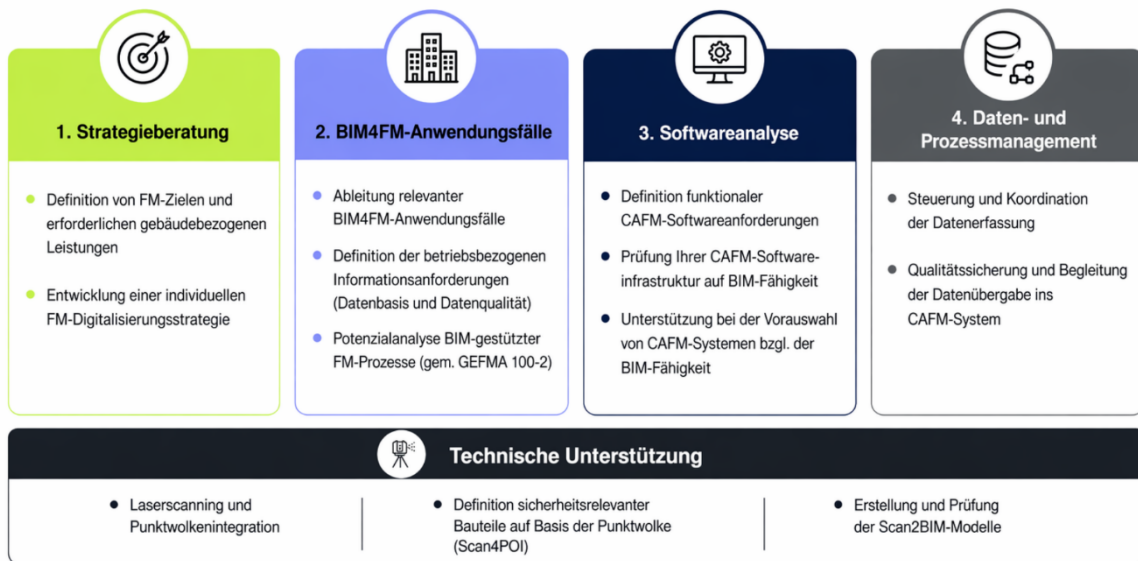 1. Strategieberatung
Definition von FM-Zielen und
erforderlichen gebäudebezogenen
Leistungen
Entwicklung einer individuellen
FM-Digitalisierungsstrategie
2. BIM4FM-Anwendungsfälle
Ableitung relevanter
BIM4FM-Anwendungsfälle
Definition der betriebsbezogenen
Informationsanforderungen
(Datenbasis und Datenqualität)
Potenzialanalyse BIM-gestützter
FM-Prozesse (gem. GEFMA 100-2)
3. Softwareanalyse
Definition funktionaler
CAFM-Softwareanforderungen
Prüfung Ihrer CAFM-Software-
infrastruktur auf BIM-Fähigkeit
Unterstützung bei der Vorauswahl
von CAFM-Systemen bzgl. der
BIM-Fähigkeit
4. Daten- und
Prozessmanagement
Steuerung und Koordination
der Datenerfassung
Qualitätssicherung und Begleitung
der Datenübergabe ins
CAFM-System
Technische Unterstützung
Laserscanning und
Punktwolkenintegration
Definition sicherheitsrelevanter
Bauteile auf Basis der Punktwolke
(Scan4POI)
Erstellung und Prüfung
der Scan2BIM-Modelle